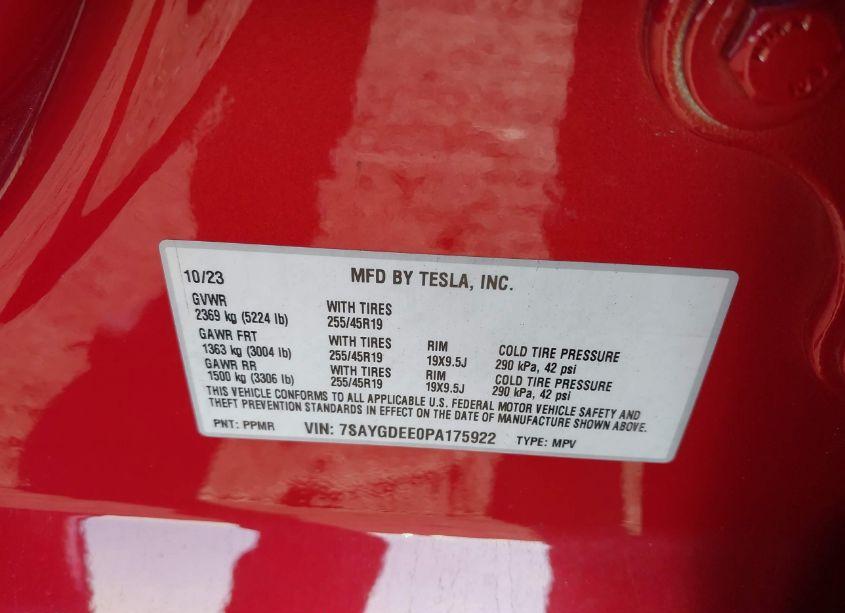 10/23 MFD BY TESLA, INC.
GVWR
2369 kg (5224 lb) WITH TIRES 255/45R19
GAWR FRT
1363 kg (3004 lb) WITH TIRES 255/45R19 RIM 19X9.5J COLD TIRE PRESSURE 290 kPa, 42 psi
GAWR RR
1500 kg (3306 lb) WITH TIRES 255/45R19 RIM 19X9.5J COLD TIRE PRESSURE 290 kPa, 42 psi
THIS VEHICLE CONFORMS TO ALL APPLICABLE U.S. FEDERAL MOTOR VEHICLE SAFETY AND
THEFT PREVENTION STANDARDS IN EFFECT ON THE DATE OF MANUFACTURE SHOWN ABOVE.
PNT: PPMR VIN: 7SAYGDEE0PA175922 TYPE: MPV